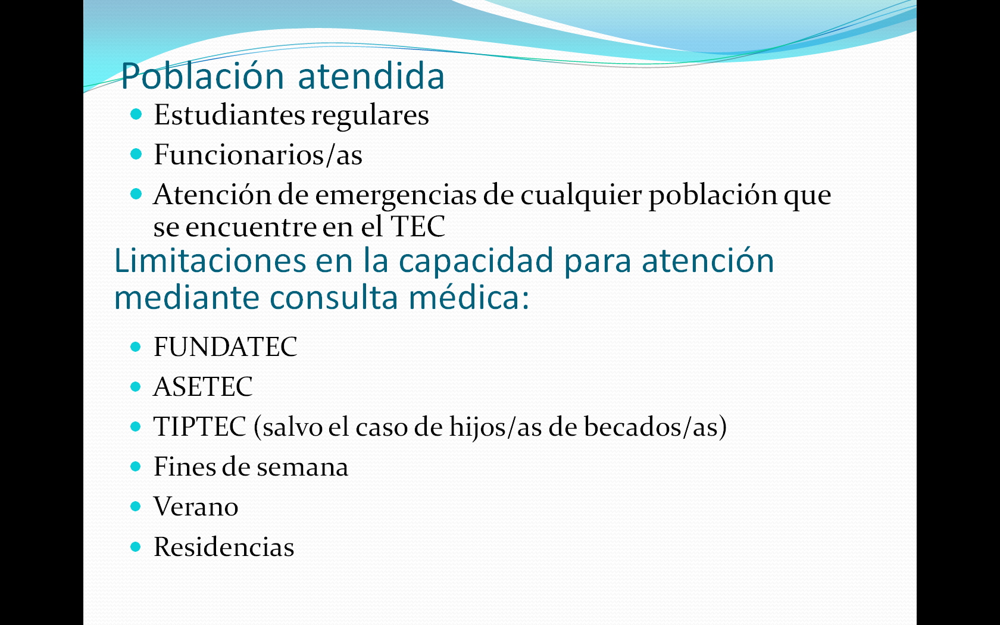 Población atendida
Estudiantes regulares
Funcionarios/as
Atención de emergencias de cualquier población que
se encuentre en el TEC
Limitaciones en la capacidad para atención
mediante consulta médica:
FUNDATEC
ASETEC
TIPTEC (salvo el caso de hijos/as de becados/as)
Fines de semana
Verano
Residencias